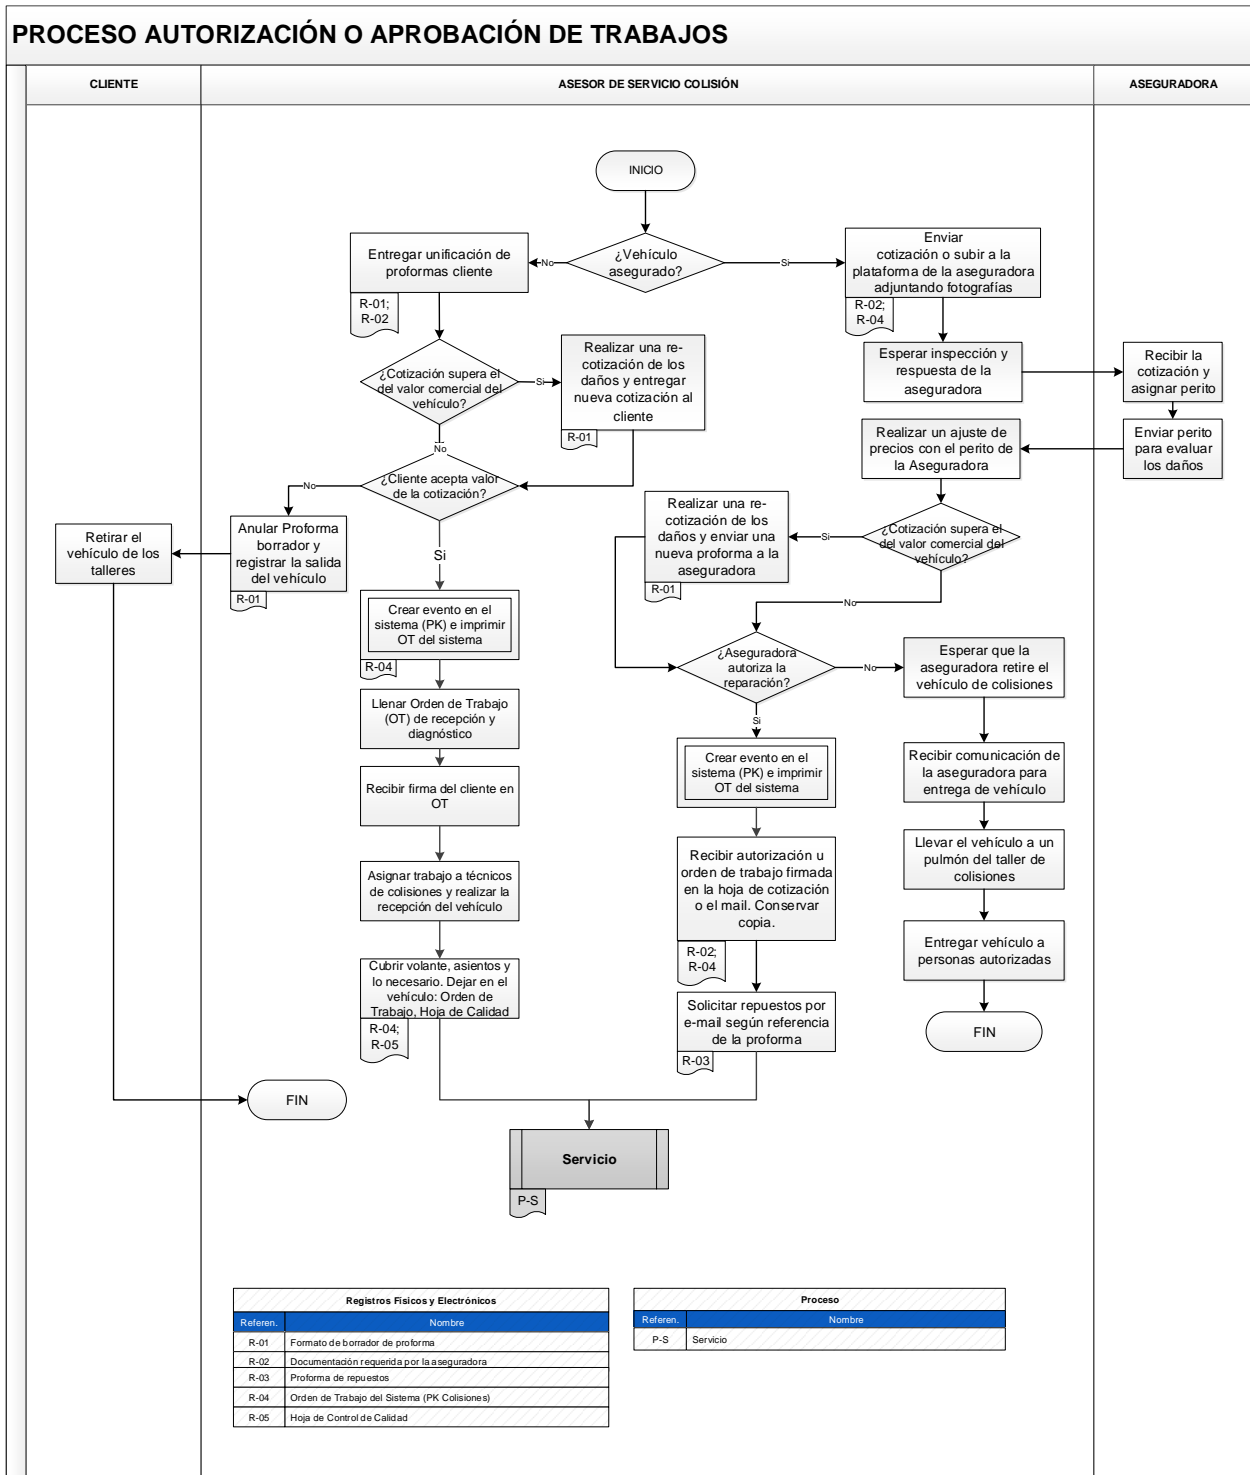 PROCESO AUTORIZACIÓN O APROBACIÓN DE TRABAJOS
CLIENTE
ASESOR DE SERVICIO COLISIÓN
ASEGURADORA
INICIO
¿Vehículo
asegurado?
No
Si
Entregar unificación de
proformas cliente
R-01;
R-02
Enviar
cotización o subir a la
plataforma de la aseguradora
adjuntando fotografías
R-02;
R-04
¿Cotización supera el
del valor comercial del
vehículo?
Si
No
Realizar una re-
cotización de los
daños y entregar
nueva cotización al
cliente
R-01
Esperar inspección y
respuesta de la
aseguradora
Recibir la
cotización y
asignar perito
Enviar perito
para evaluar
los daños
Realizar un ajuste de
precios con el perito de
la Aseguradora
¿Cliente acepta valor
de la cotización?
No
Si
Anular Proforma
borrador y
registrar la salida
del vehículo
R-01
Retirar el
vehículo de los
talleres
Realizar una re-
cotización de los
daños y enviar una
nueva proforma a la
aseguradora
R-01
¿Cotización supera el
del valor comercial del
vehículo?
Si
No
Crear evento en el
sistema (PK) e imprimir
OT del sistema
R-04
¿Aseguradora
autoriza la
reparación?
No
Si
Esperar que la
aseguradora retire el
vehículo de colisiones
Llenar Orden de Trabajo
(OT) de recepción y
diagnóstico
Crear evento en el
sistema (PK) e imprimir
OT del sistema
Recibir comunicación de
la aseguradora para
entrega de vehículo
Recibir firma del cliente en
OT
Recibir autorización u
orden de trabajo firmada
en la hoja de cotización
o el mail. Conservar
copia.
R-02;
R-04
Llevar el vehículo a un
pulmón del taller de
colisiones
Asignar trabajo a técnicos
de colisiones y realizar la
recepción del vehículo
Entregar vehículo a
personas autorizadas
Cubrir volante, asientos y
lo necesario. Dejar en el
vehículo: Orden de
Trabajo, Hoja de Calidad
R-04;
R-05
Solicitar repuestos por
e-mail según referencia
de la proforma
R-03
FIN
FIN
Servicio
P-S
Registros Físicos y Electrónicos
Referen. Nombre
R-01 Formato de borrador de proforma
R-02 Documentación requerida por la aseguradora
R-03 Proforma de repuestos
R-04 Orden de Trabajo del Sistema (PK Colisiones)
R-05 Hoja de Control de Calidad
Proceso
Referen. Nombre
P-S Servicio